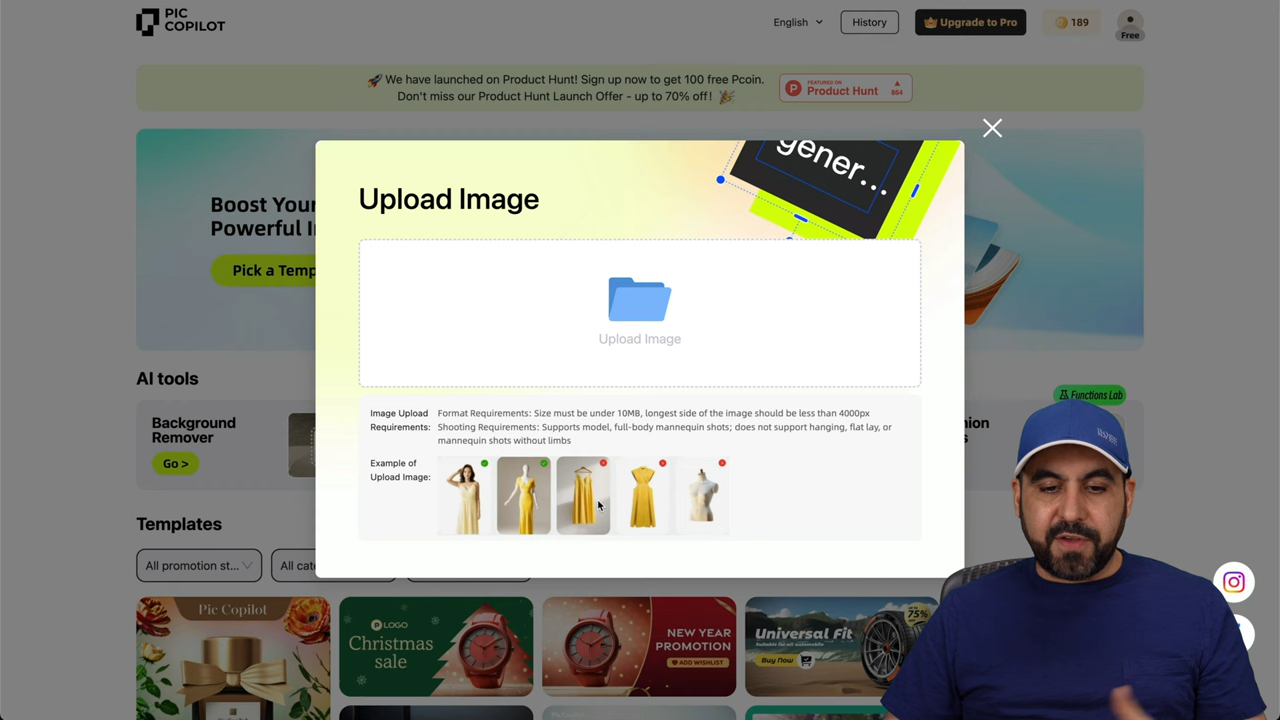 PIC
COPILOT
English
History
Upgrade to Pro
189
Free
We have launched on Product Hunt! Sign up now to get 100 free Pcoin.
Don't miss our Product Hunt Launch Offer - up to 70% off!
FEATURED ON
Product Hunt
864
gener...
Upload Image
Boost Your
Powerful I
Pick a Temp
Upload Image
AI tools
Functions Lab
Image Upload
Requirements:
Format Requirements: Size must be under 10MB, longest side of the image should be less than 4000px
Shooting Requirements: Supports model, full-body mannequin shots; does not support hanging, flat lay, or
mannequin shots without limbs
Background
Remover
Go >
Example of
Upload Image:
Templates
All promotion st...
All cat
Pic Copilot
LOGO
Christmas
sale
NEW YEAR
PROMOTION
ADD WISHLIST
Universal Fit
Buy Now
75%